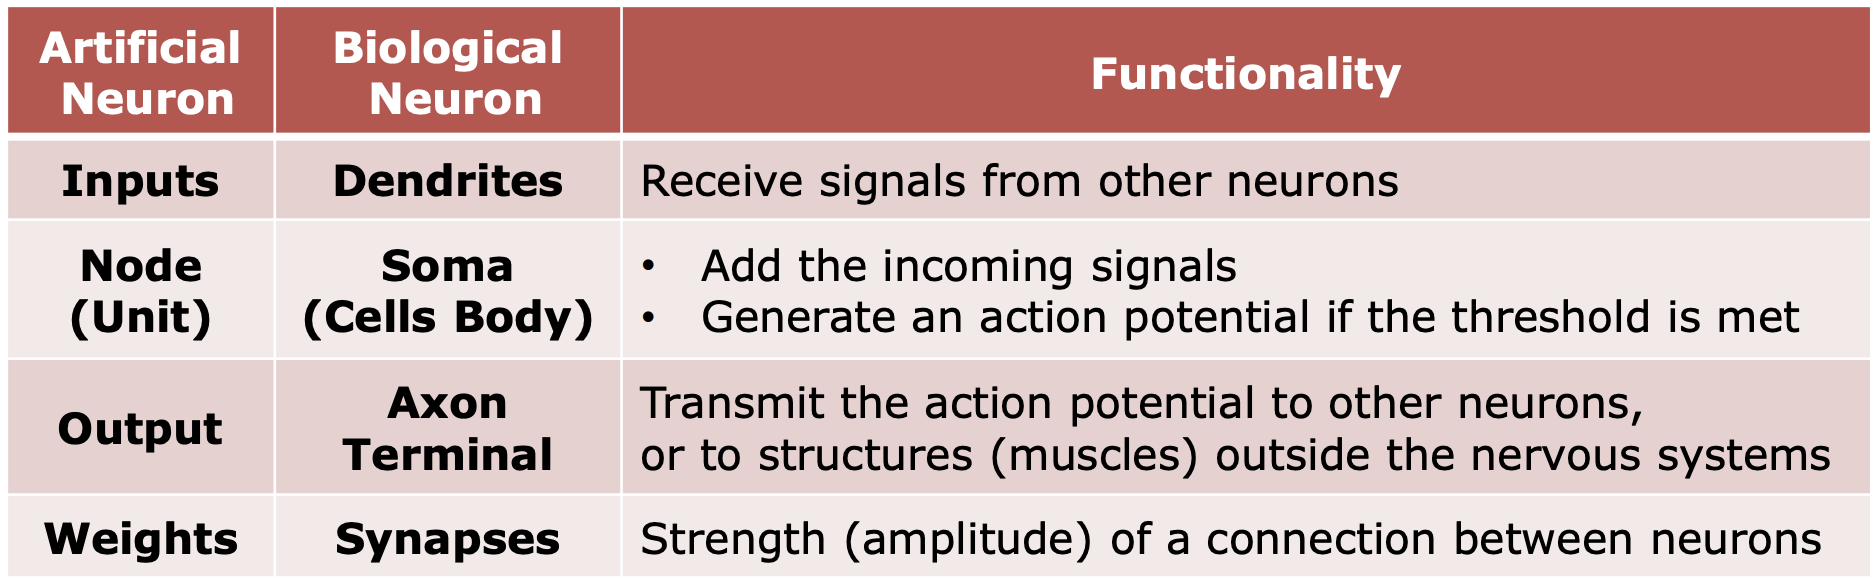 Artificial
Neuron
Biological
Neuron
Functionality
Inputs
Dendrites
Receive signals from other neurons
Node
(Unit)
Soma
(Cells Body)
• Add the incoming signals
• Generate an action potential if the threshold is met
Output
Axon
Terminal
Transmit the action potential to other neurons,
or to structures (muscles) outside the nervous systems
Weights
Synapses
Strength (amplitude) of a connection between neurons